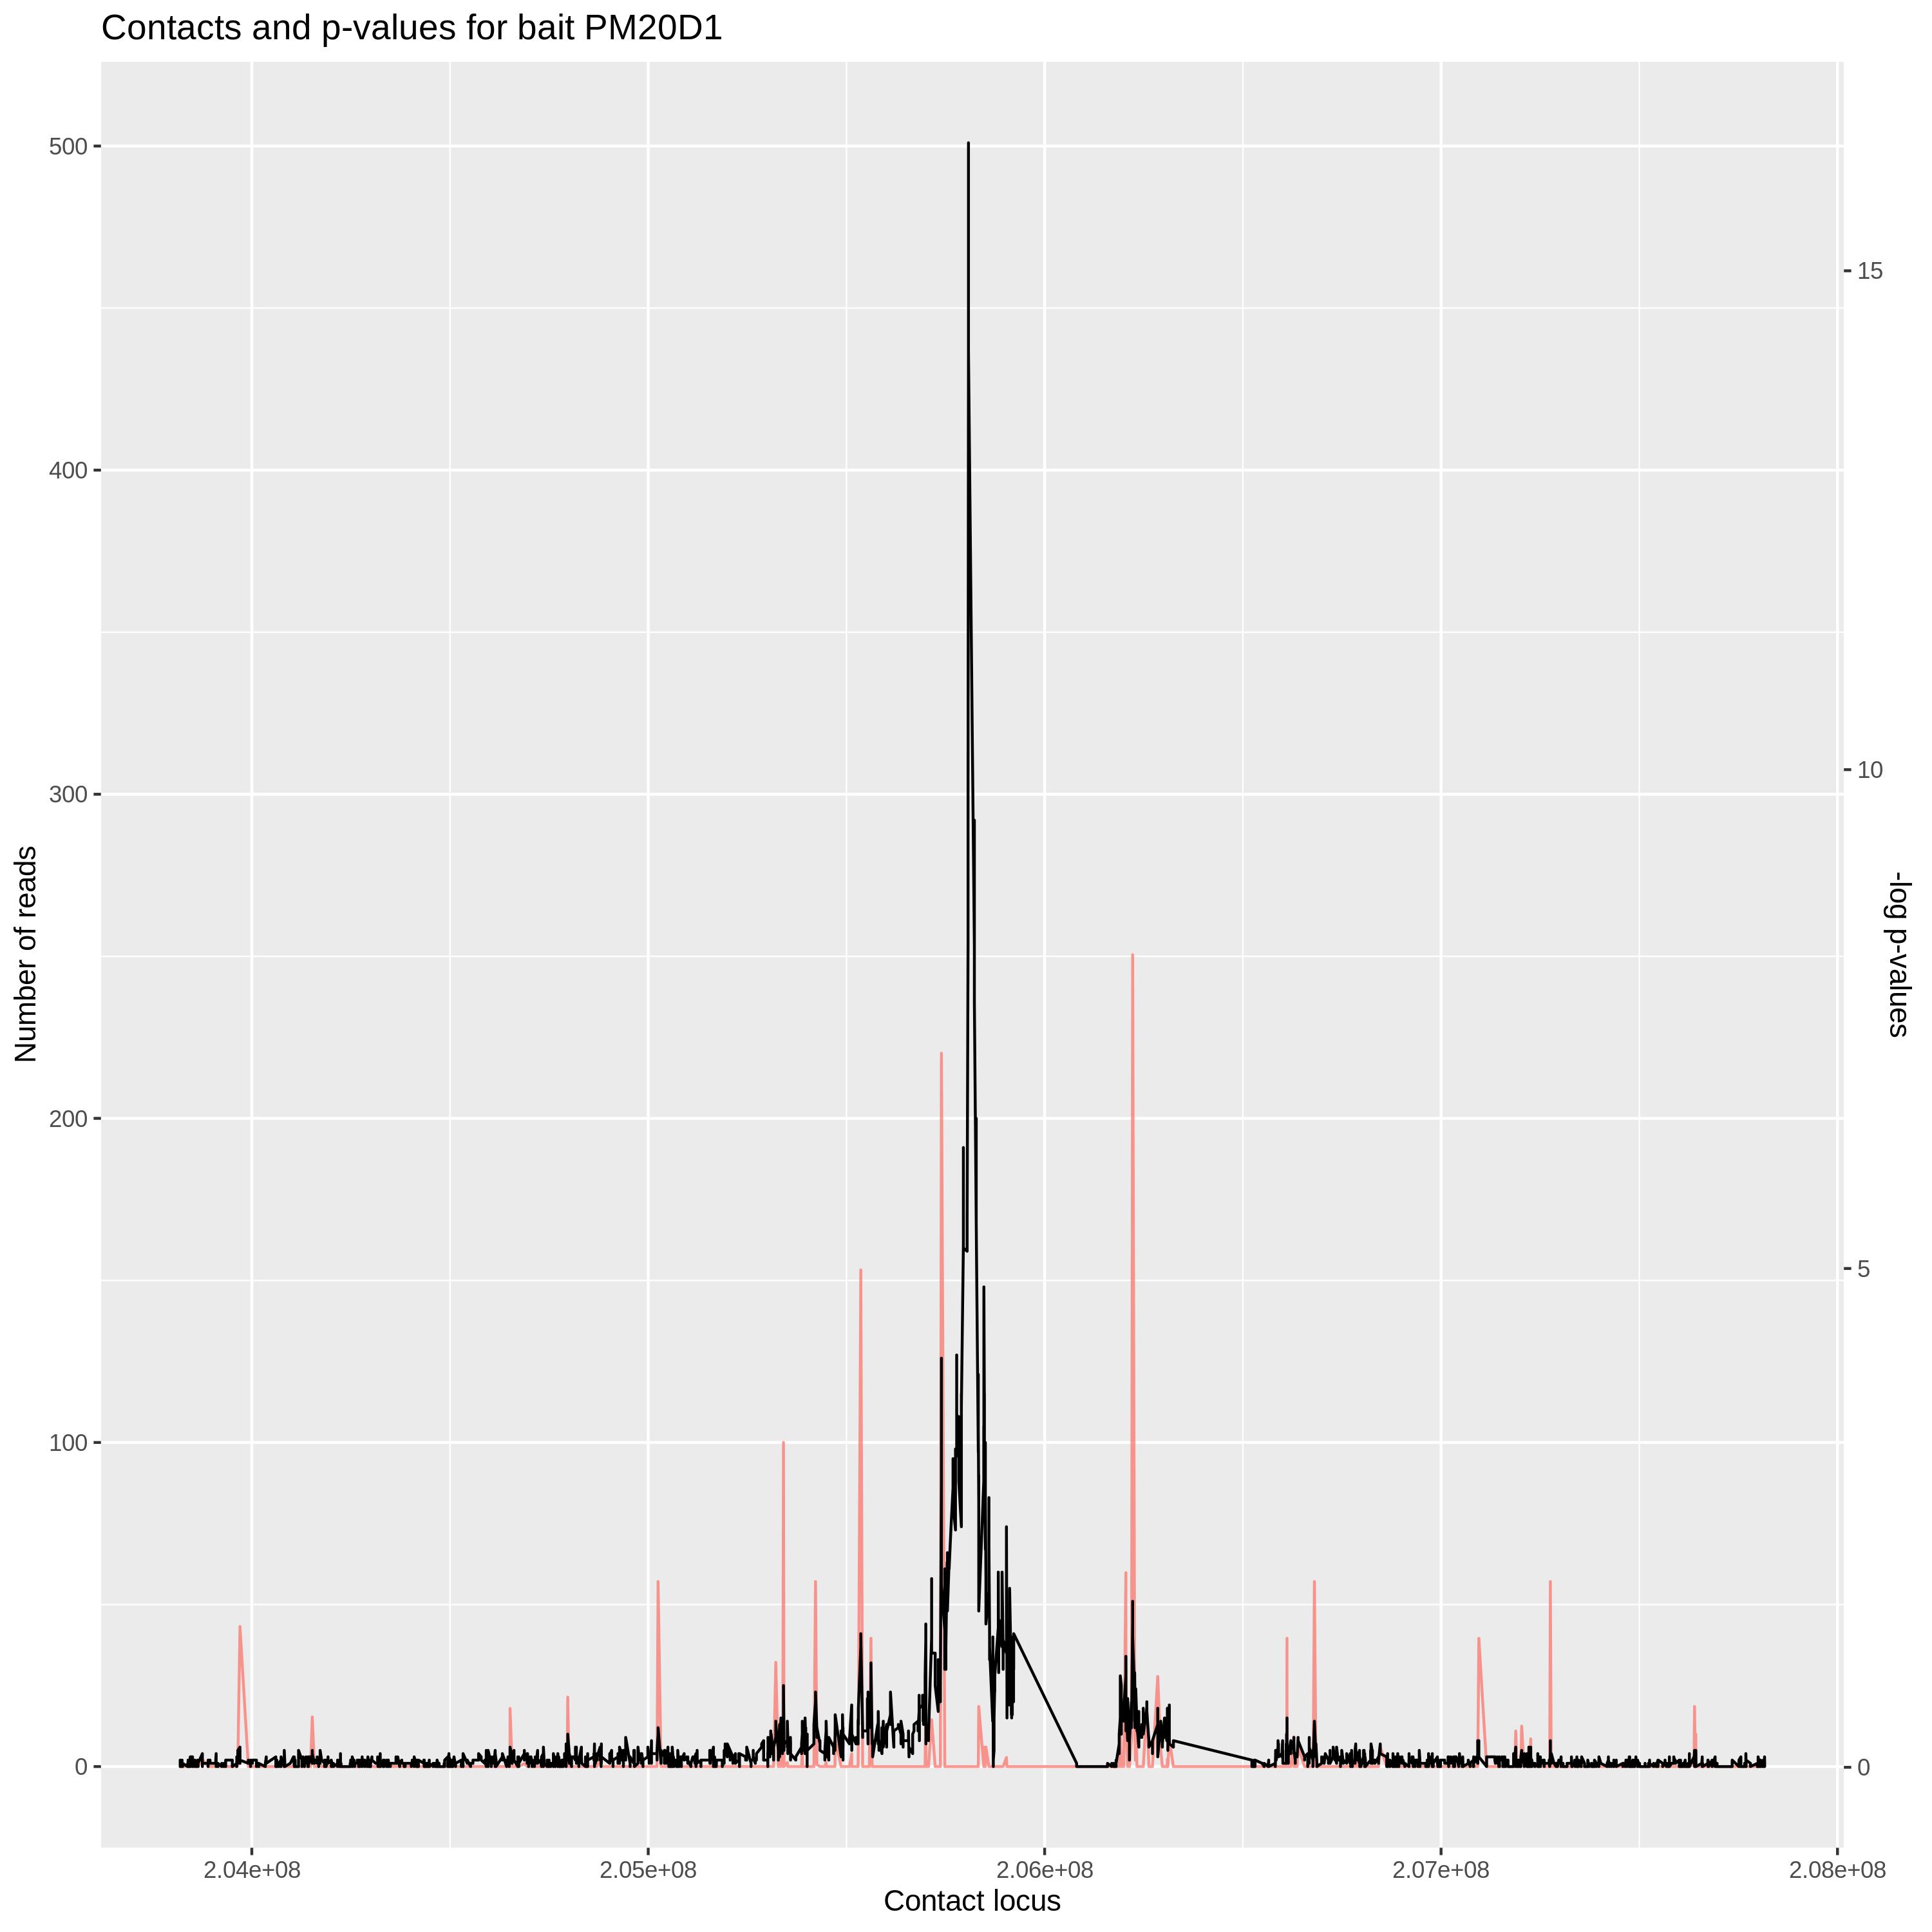 Contacts and p-values for bait PM20D1
500
400
300
200
100
0
Number of reads
15
10
5
0
-log p-values
2.04e+08
2.05e+08
2.06e+08
2.07e+08
2.08e+08
Contact locus